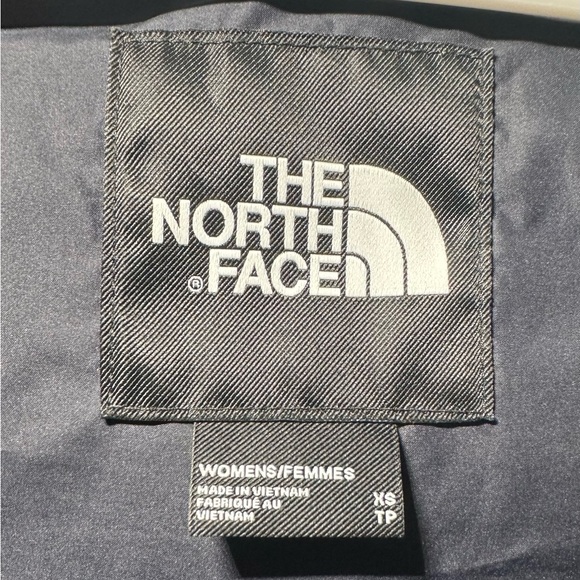 THE
NORTH
®FACE
WOMENS/FEMMES
MADE IN VIETNAM
FABRIQUÉ AU
VIETNAM
XS
TP